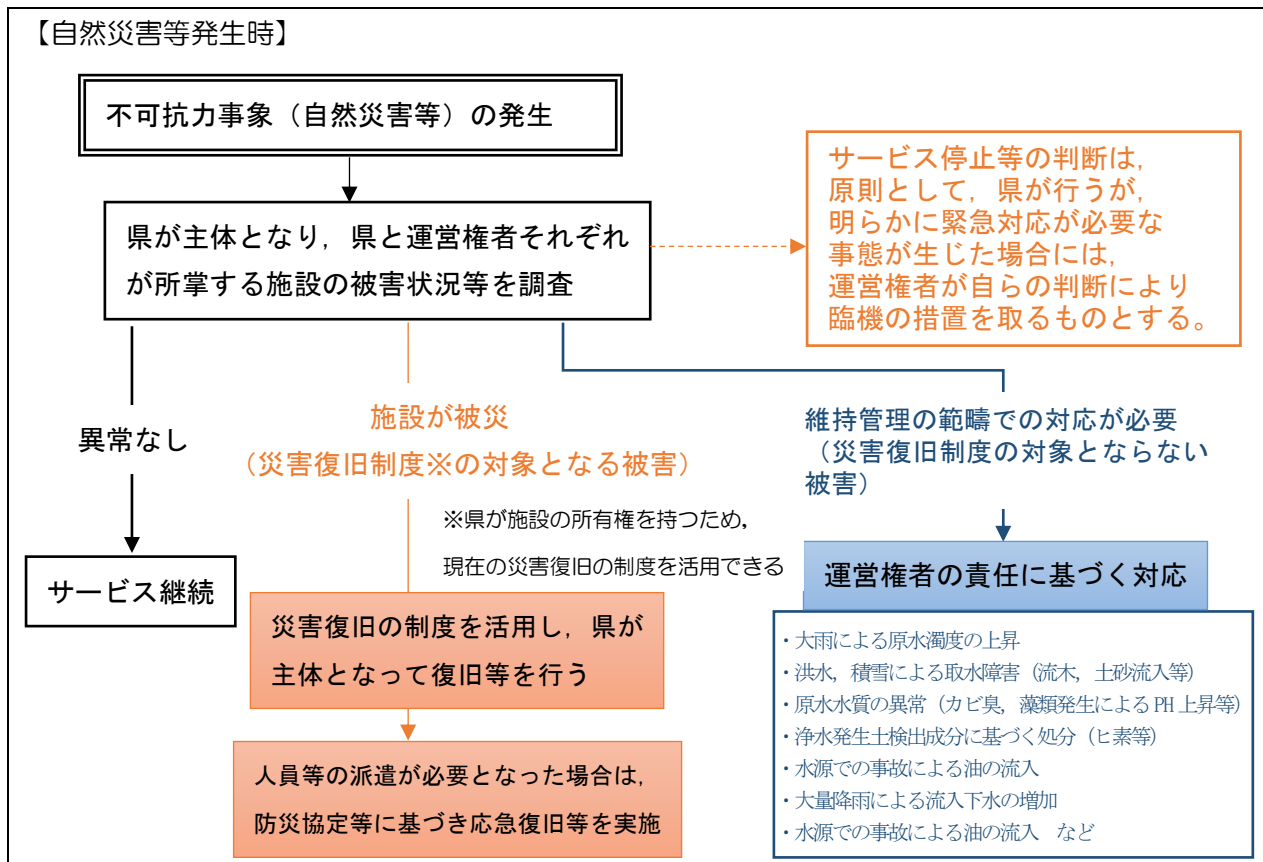 【自然災害等発生時】
不可抗力事象（自然災害等）の発生
県が主体となり，県と運営権者それぞれ
が所掌する施設の被害状況等を調査
サービス停止等の判断は，
原則として，県が行うが，
明らかに緊急対応が必要な
事態が生じた場合には，
運営権者が自らの判断により
臨機の措置を取るものとする。
異常なし
サービス継続
施設が被災
（災害復旧制度※の対象となる被害）
※県が施設の所有権を持つため，
現在の災害復旧の制度を活用できる
災害復旧の制度を活用し，県が
主体となって復旧等を行う
人員等の派遣が必要となった場合は，
防災協定等に基づき応急復旧等を実施
維持管理の範疇での対応が必要
（災害復旧制度の対象とならない
被害）
運営権者の責任に基づく対応
・大雨による原水濁度の上昇
・洪水，積雪による取水障害（流木，土砂流入等）
・原水水質の異常（カビ臭，藻類発生による PH 上昇等）
・浄水発生土検出成分に基づく処分（ヒ素等）
・水源での事故による油の流入
・大量降雨による流入下水の増加
・水源での事故による油の流入　など